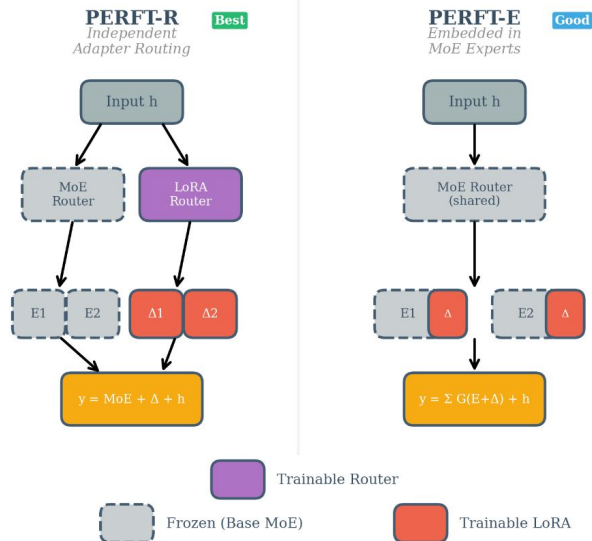 PERFT-R
Best
Independent
Adapter Routing
Input h
MoE
Router
LoRA
Router
E1
E2
Δ1
Δ2
y = MoE + Δ + h
PERFT-E
Good
Embedded in
MoE Experts
Input h
MoE Router
(shared)
E1
Δ
E2
Δ
y = Σ G(E+Δ) + h
Trainable Router
Frozen (Base MoE)
Trainable LoRA